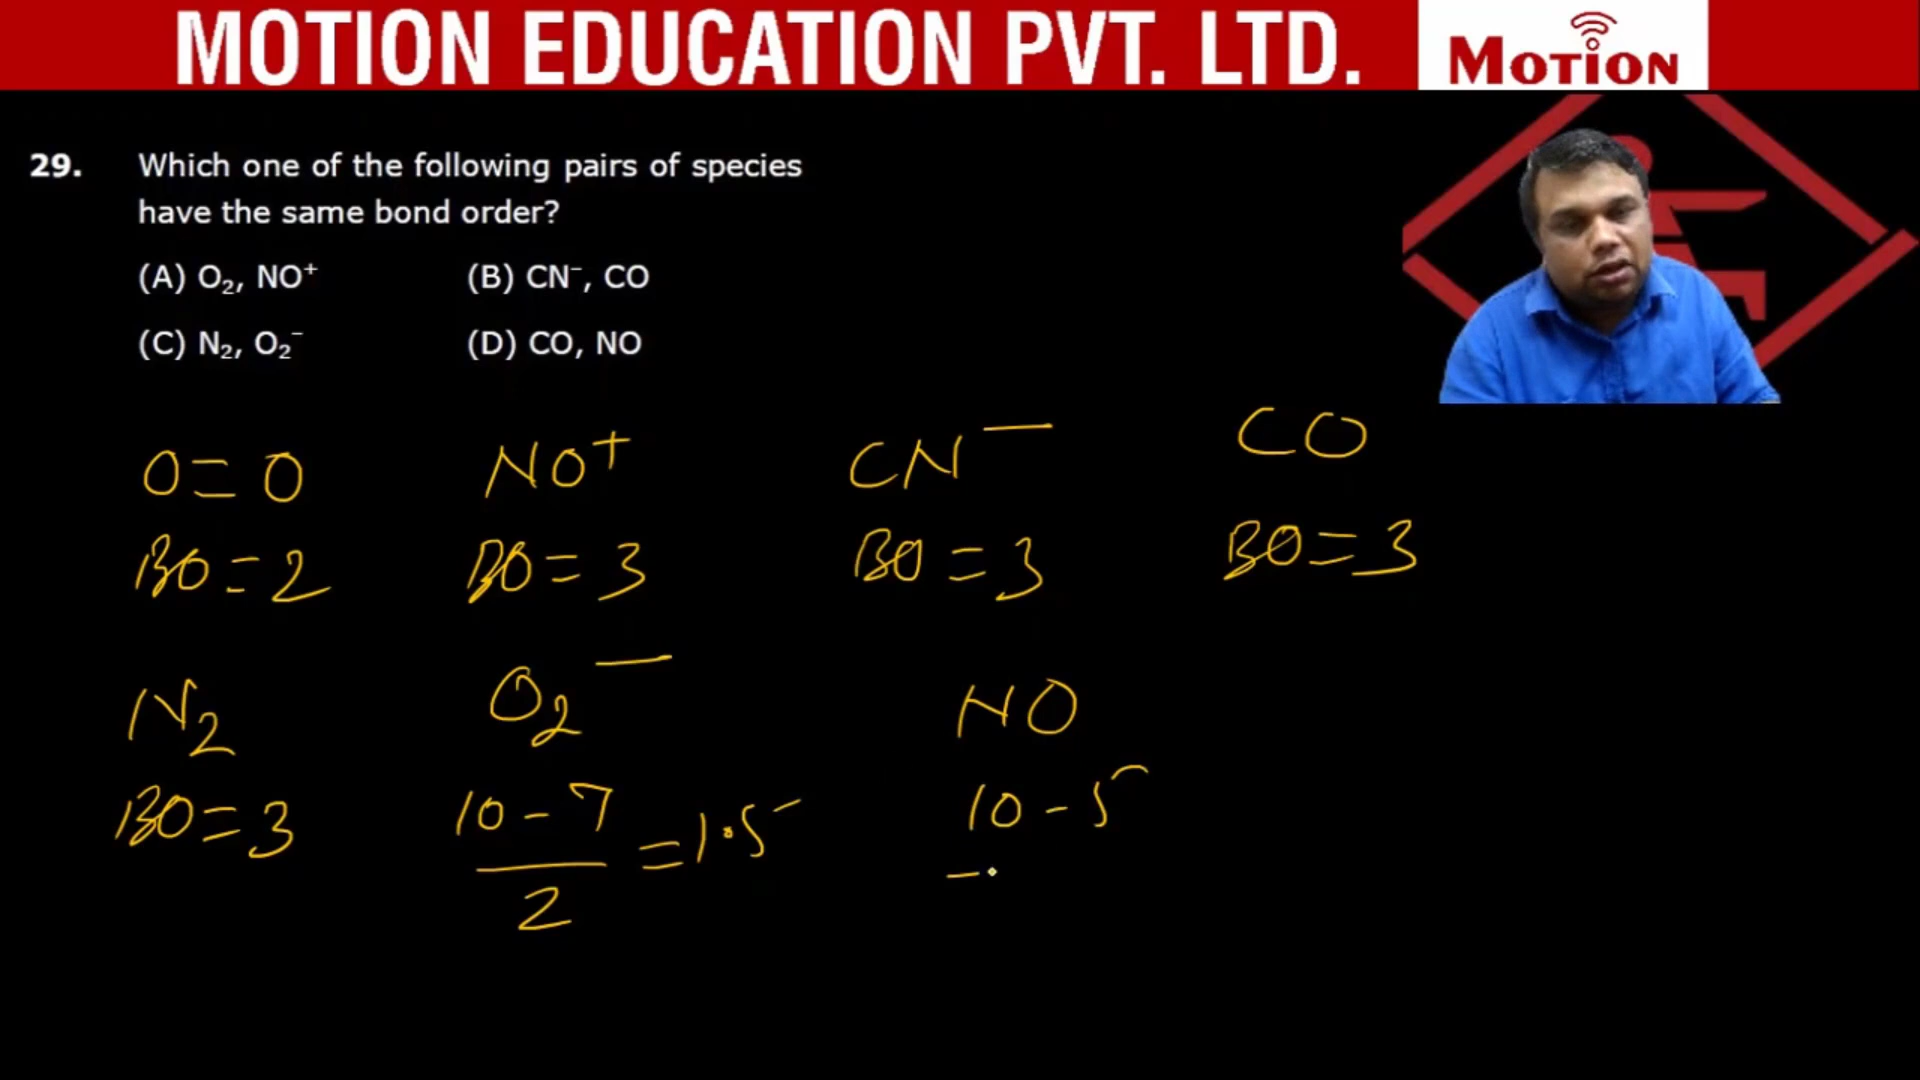 MOTION EDUCATION PVT. LTD.
MOTION
29. Which one of the following pairs of species
have the same bond order?
(A) O₂, NO⁺ (B) CN⁻, CO
(C) N₂, O₂⁻ (D) CO, NO
O=O NO⁺ CN⁻ CO
BO=2 BO=3 BO=3 BO=3
N₂ O₂⁻ NO
BO=3 10-7 =1.5 10-5
2